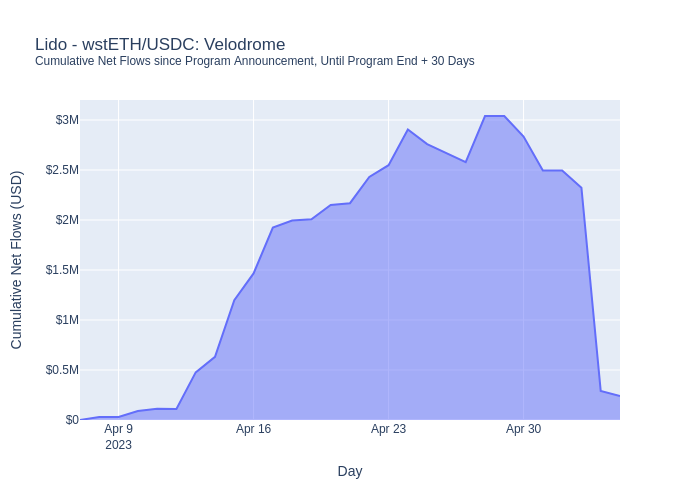 Lido - wstETH/USDC: Velodrome
Cumulative Net Flows since Program Announcement, Until Program End + 30 Days
Cumulative Net Flows (USD)
$3M
$2.5M
$2M
$1.5M
$1M
$0.5M
$0
Apr 9
2023
Apr 16
Apr 23
Apr 30
Day